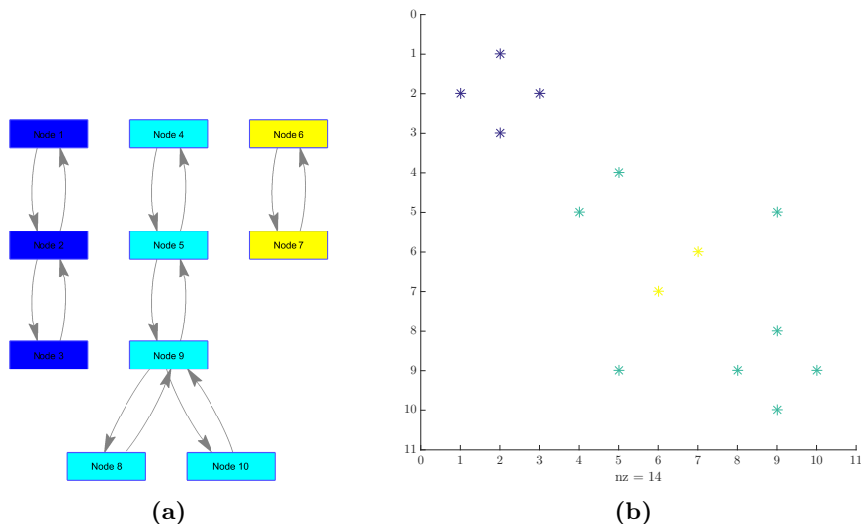 Node 1
Node 4
Node 6
Node 2
Node 5
Node 7
Node 3
Node 9
Node 8
Node 10
(a)
0
1
2
3
4
5
6
7
8
9
10
11
0 1 2 3 4 5 6 7 8 9 10 11
nz = 14
(b)